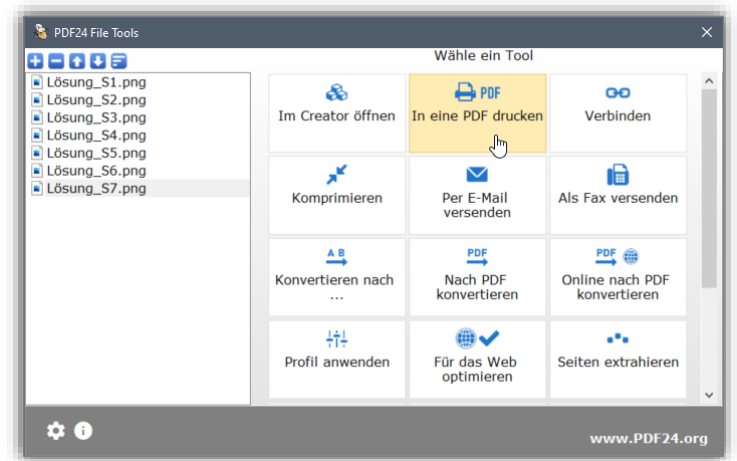 PDF24 File Tools
Wähle ein Tool
Lösung_S1.png
Lösung_S2.png
Lösung_S3.png
Lösung_S4.png
Lösung_S5.png
Lösung_S6.png
Lösung_S7.png
Im Creator öffnen
PDF
In eine PDF drucken
Verbinden
Komprimieren
Per E-Mail
versenden
Als Fax versenden
A B
Konvertieren nach
...
PDF
Nach PDF
konvertieren
PDF
Online nach PDF
konvertieren
Profil anwenden
Für das Web
optimieren
Seiten extrahieren
www.PDF24.org